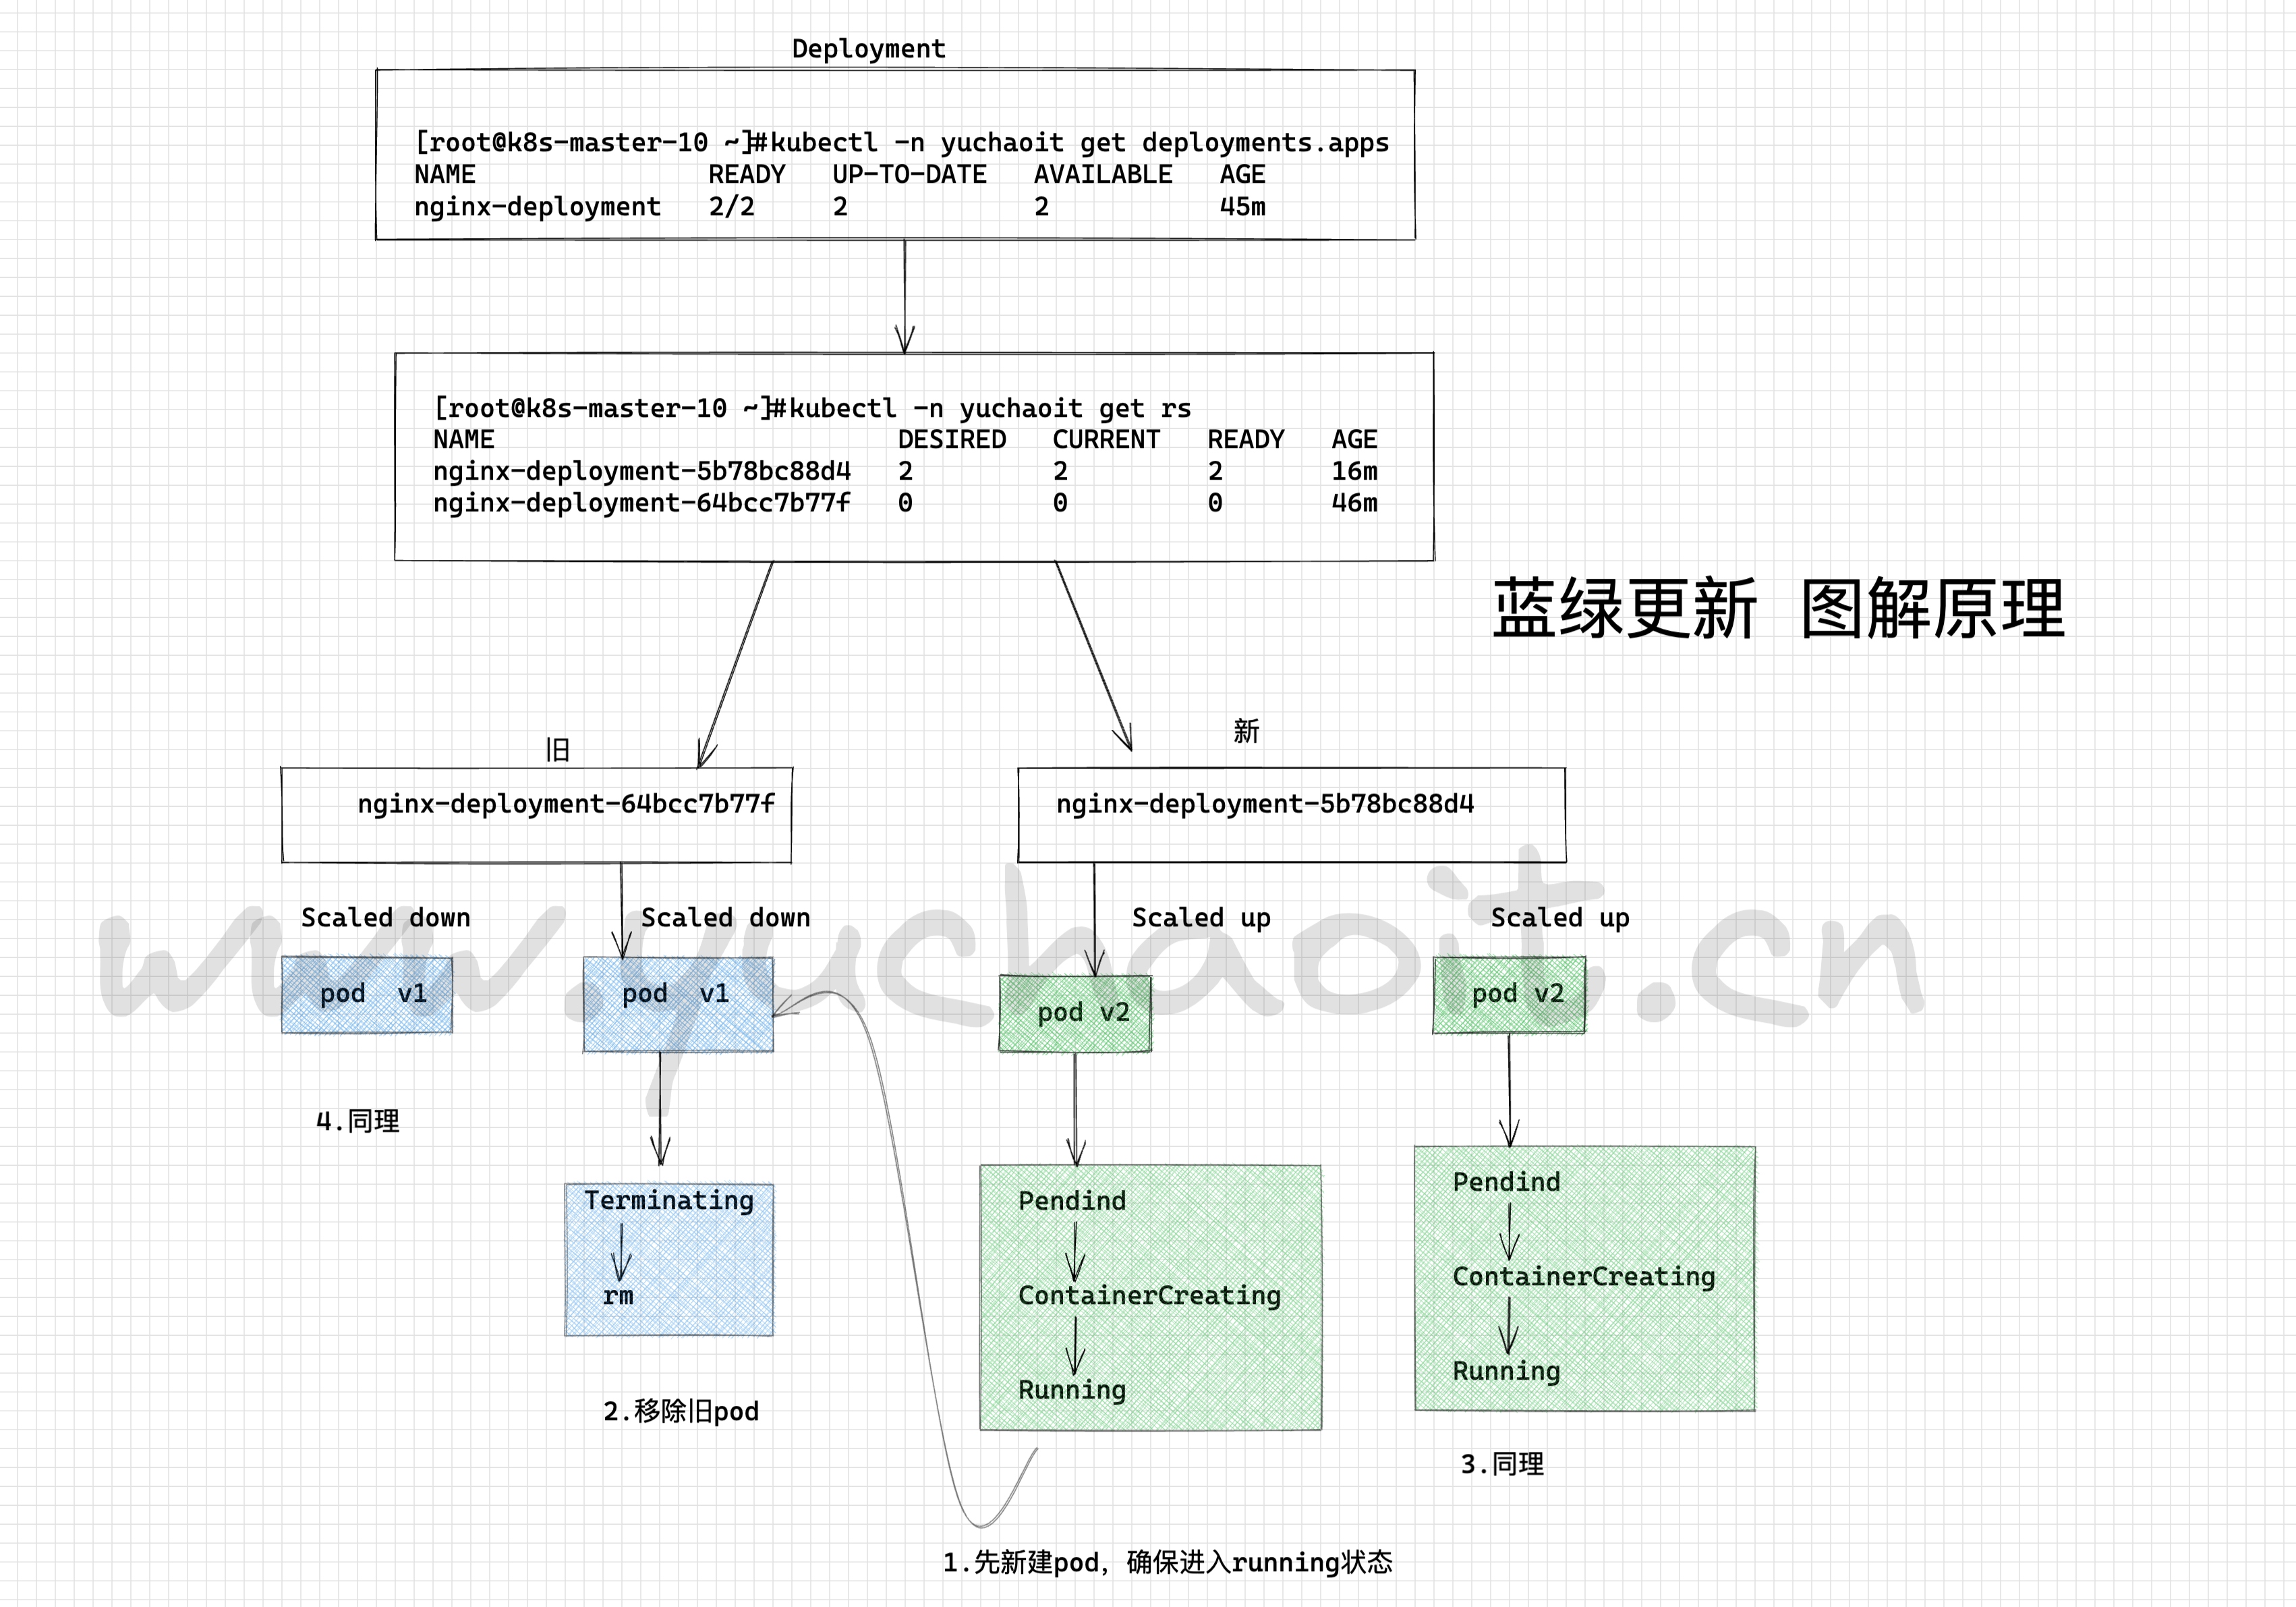 Deployment
[root@k8s-master-10 ~]#kubectl -n yuchaoit get deployments.apps
NAME READY UP-TO-DATE AVAILABLE AGE
nginx-deployment 2/2 2 2 45m
[root@k8s-master-10 ~]#kubectl -n yuchaoit get rs
NAME DESIRED CURRENT READY AGE
nginx-deployment-5b78bc88d4 2 2 2 16m
nginx-deployment-64bcc7b77f 0 0 0 46m
蓝绿更新 图解原理
旧
新
nginx-deployment-64bcc7b77f
nginx-deployment-5b78bc88d4
Scaled down
Scaled down
Scaled up
Scaled up
www.yuchaoit.cn
pod v1
pod v1
pod v2
pod v2
4.同理
Terminating
rm
2.移除旧pod
Pendind
ContainerCreating
Running
Pendind
ContainerCreating
Running
3.同理
1.先新建pod，确保进入running状态